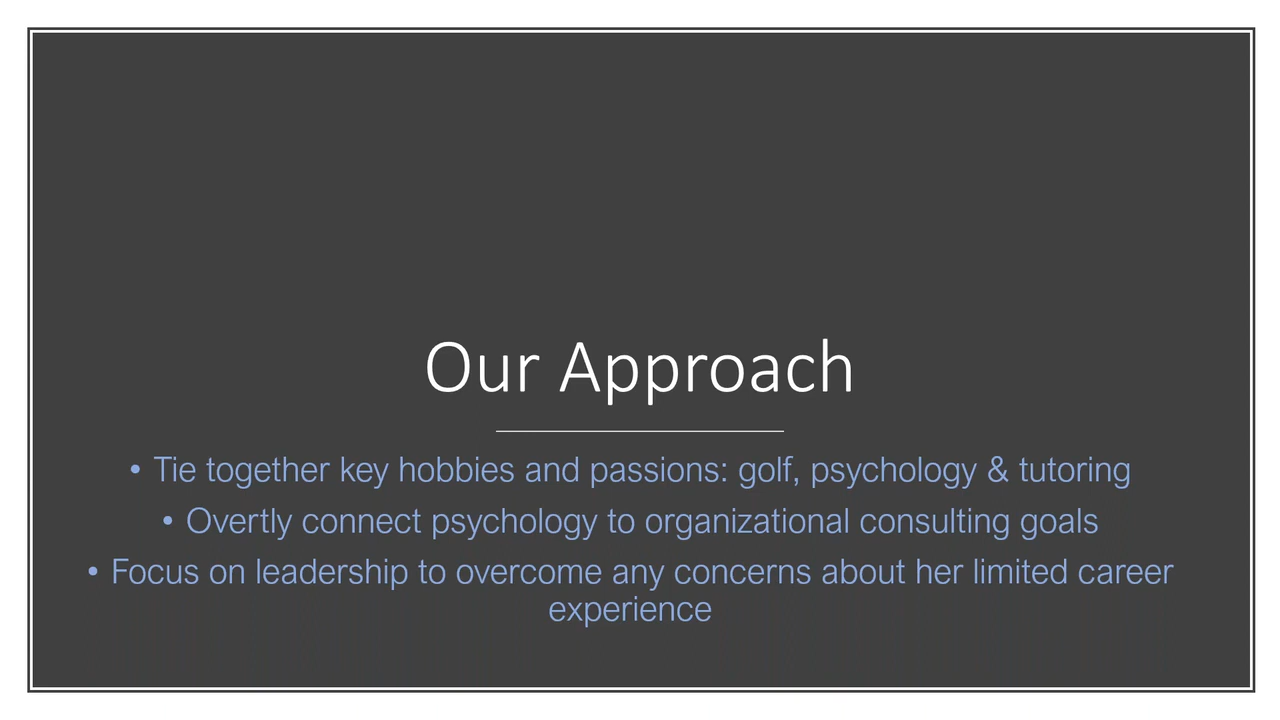 Our Approach
• Tie together key hobbies and passions: golf, psychology & tutoring
• Overtly connect psychology to organizational consulting goals
• Focus on leadership to overcome any concerns about her limited career
experience